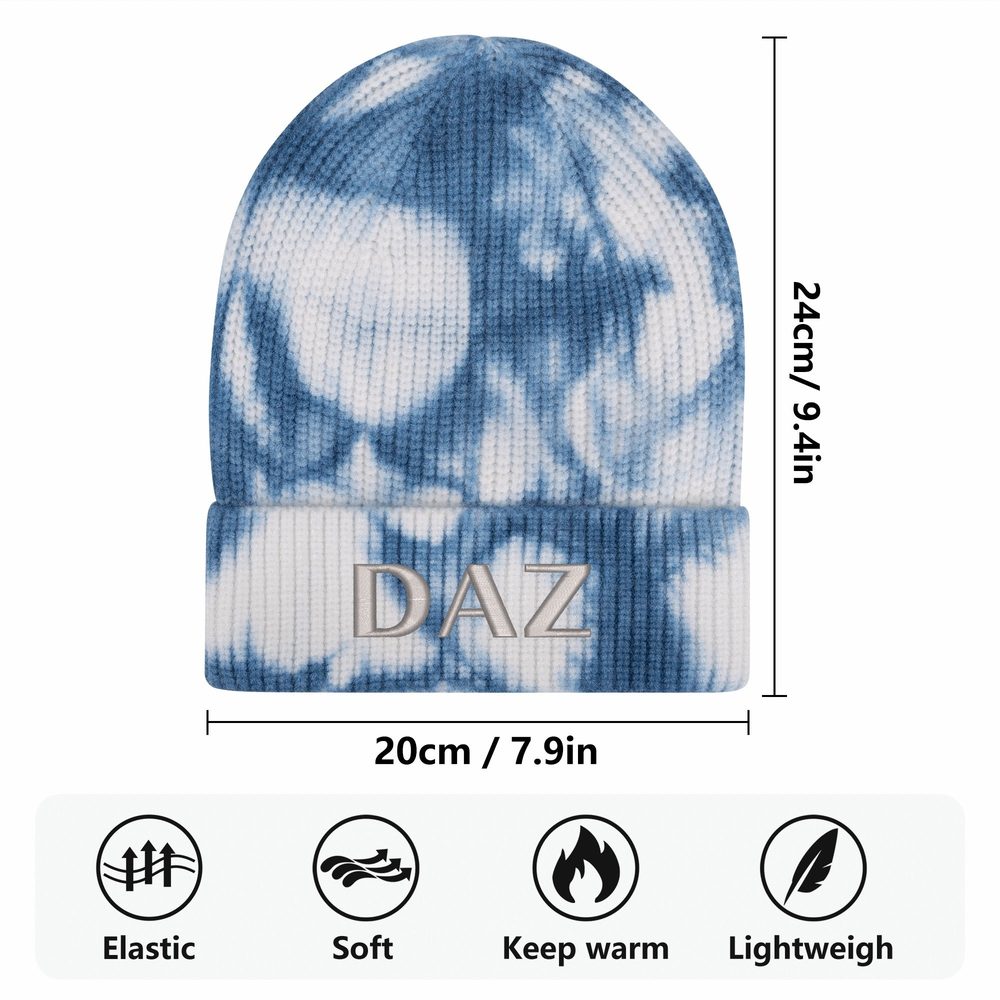 24cm/ 9.4in
DAZ
20cm / 7.9in
Elastic
Soft
Keep warm
Lightweigh